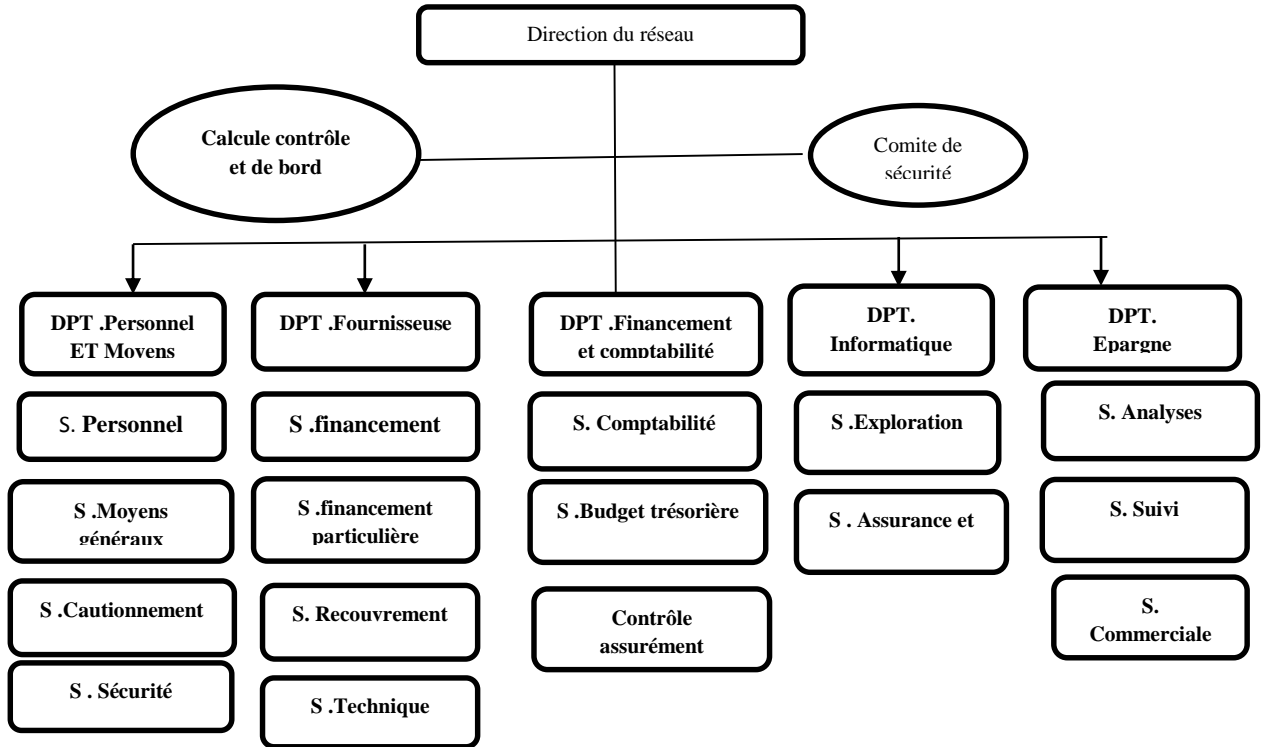 Direction du réseau
Calcule contrôle
et de bord
Comite de
sécurité
DPT .Personnel
ET Moyens
DPT .Fournisseuse
DPT .Financement
et comptabilité
DPT.
Informatique
DPT.
Epargne
S. Personnel
S .financement
S. Comptabilité
S .Exploration
S. Analyses
S .Moyens
généraux
S .financement
particulière
S .Budget trésorière
S . Assurance et
S. Suivi
S .Cautionnement
S. Recouvrement
Contrôle
assurément
S.
Commerciale
S . Sécurité
S .Technique